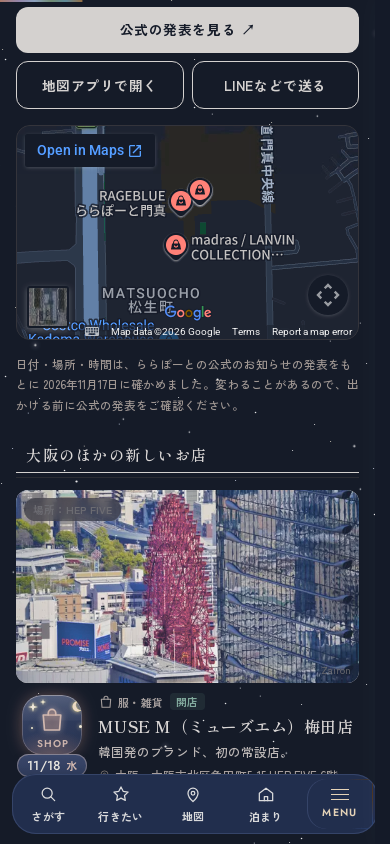 公式の発表を見る ↗
地図アプリで開く
LINEなどで送る
Open in Maps
門真中央線
RAGEBLUE
ららぽーと門真
madras / LANVIN
COLLECTION…
MATSUOCHO
松生町
Google
Costco Wholesale
Map data ©2026 Google
Terms
Report a map error
日付・場所・時間は、ららぽーとの公式のお知らせの発表をも
とに 2026年11月17日に確かめました。変わることがあるので、出
かける前に公式の発表をご確認ください。
大阪のほかの新しいお店
場所：HEP FIVE
PROMISE
SHOP
11/18 水
服・雑貨
開店
MUSE M（ミューズエム）梅田店
韓国発のブランド、初の常設店。
さがす
行きたい
地図
泊まり
MENU